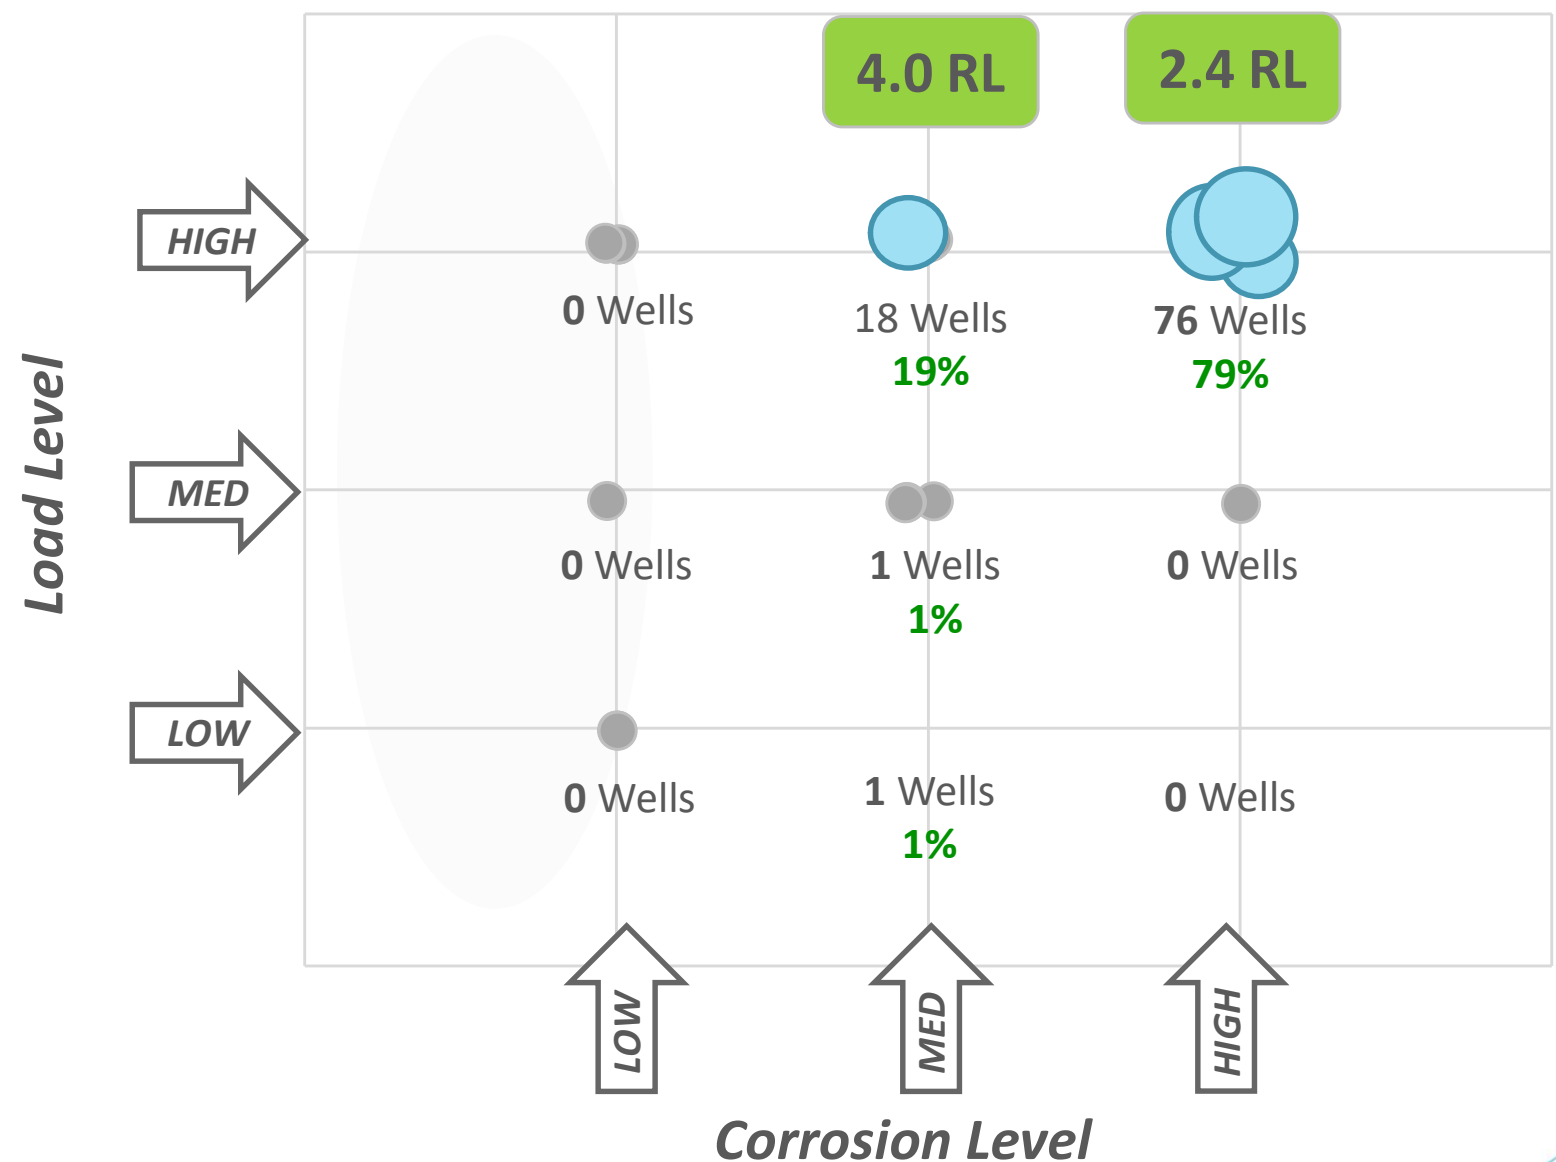 4.0 RL
2.4 RL
HIGH
0 Wells
18 Wells
19%
76 Wells
79%
Load Level
MED
0 Wells
1 Wells
1%
0 Wells
LOW
0 Wells
1 Wells
1%
0 Wells
LOW
MED
HIGH
Corrosion Level